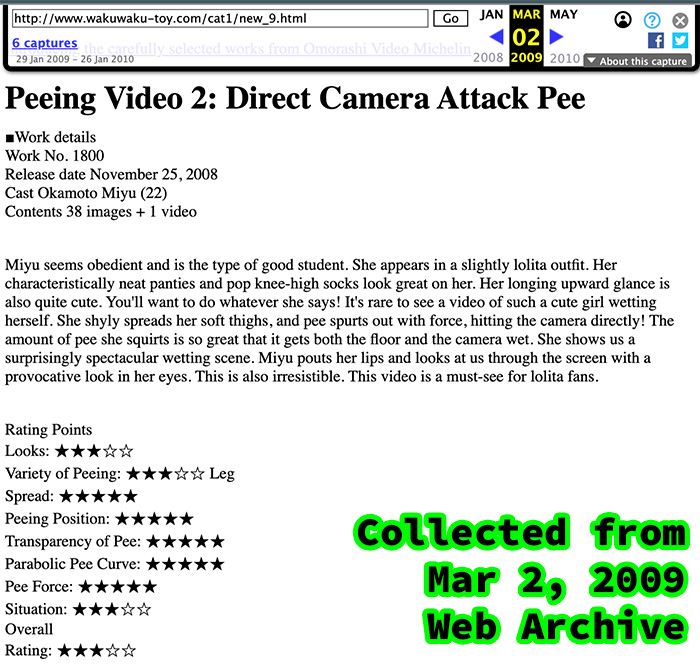 http://www.wakuwaku-toy.com/cat1/new_9.html Go JAN MAR MAY
6 captures the carefully selected works from Omorashi Video Michelin 02
29 Jan 2009 – 26 Jan 2010 2008 2009 2010 ▼ About this capture
Peeing Video 2: Direct Camera Attack Pee
■Work details
Work No. 1800
Release date November 25, 2008
Cast Okamoto Miyu (22)
Contents 38 images + 1 video
Miyu seems obedient and is the type of good student. She appears in a slightly lolita outfit. Her
characteristically neat panties and pop knee-high socks look great on her. Her longing upward glance is
also quite cute. You'll want to do whatever she says! It's rare to see a video of such a cute girl wetting
herself. She shyly spreads her soft thighs, and pee spurts out with force, hitting the camera directly! The
amount of pee she squirts is so great that it gets both the floor and the camera wet. She shows us a
surprisingly spectacular wetting scene. Miyu pouts her lips and looks at us through the screen with a
provocative look in her eyes. This is also irresistible. This video is a must-see for lolita fans.
Rating Points
Looks: ★★★☆☆
Variety of Peeing: ★★★☆☆ Leg
Spread: ★★★★★
Peeing Position: ★★★★★
Transparency of Pee: ★★★★★
Parabolic Pee Curve: ★★★★★
Pee Force: ★★★★★
Situation: ★★★☆☆
Overall
Rating: ★★★☆☆
Collected from
Mar 2, 2009
Web Archive